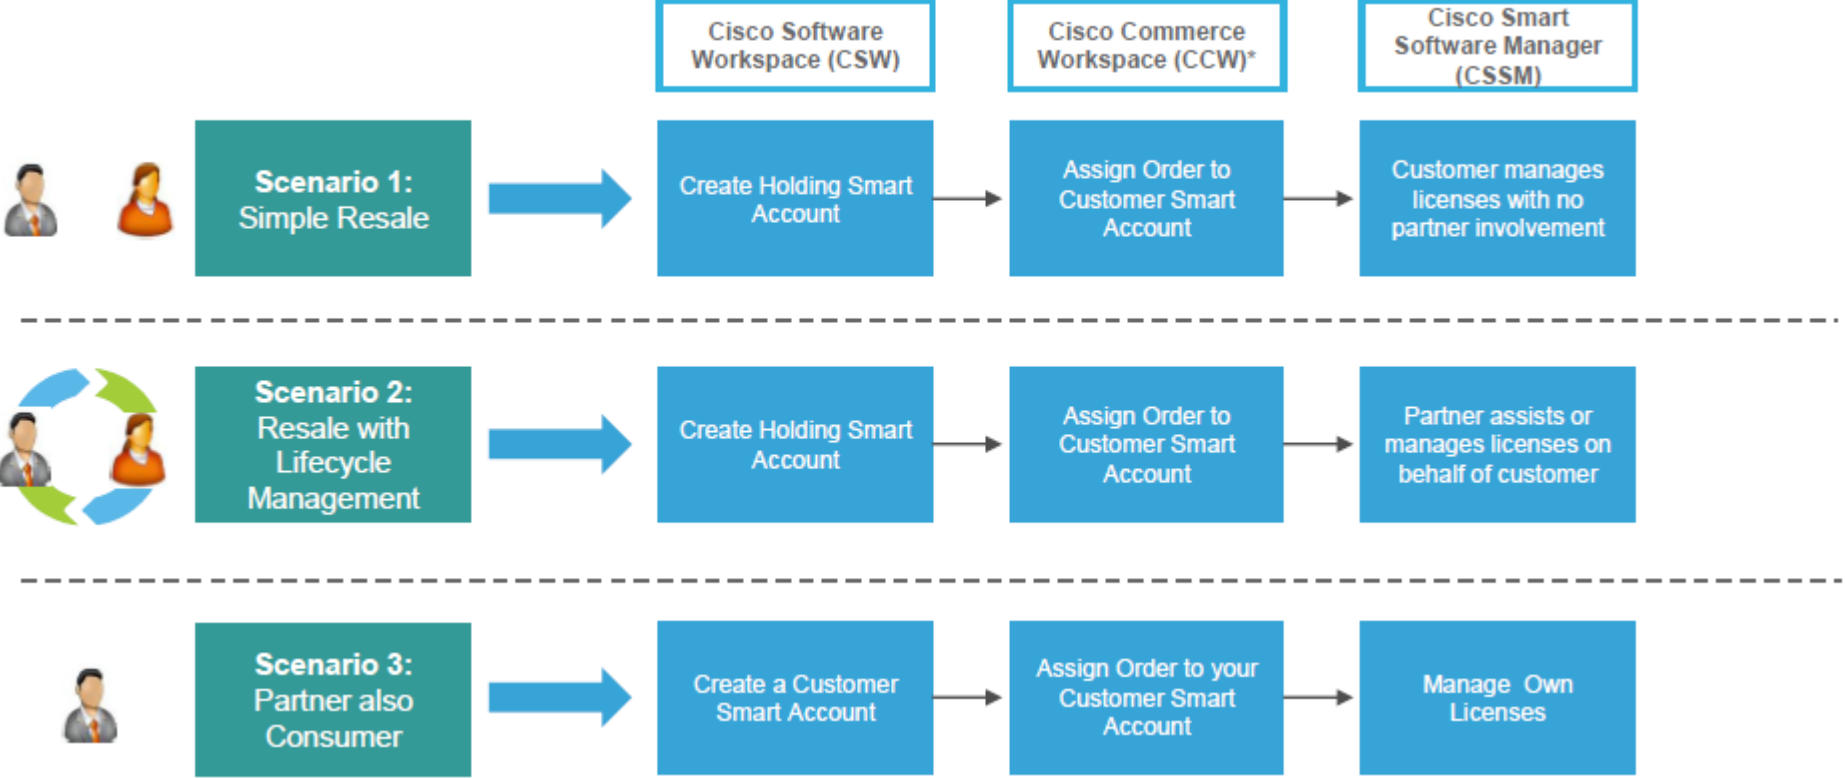 Cisco Software
Workspace (CSW)
Cisco Commerce
Workspace (CCW)*
Cisco Smart
Software Manager
(CSSM)
Scenario 1:
Simple Resale
Create Holding Smart
Account
Assign Order to
Customer Smart
Account
Customer manages
licenses with no
partner involvement
Scenario 2:
Resale with
Lifecycle
Management
Create Holding Smart
Account
Assign Order to
Customer Smart
Account
Partner assists or
manages licenses on
behalf of customer
Scenario 3:
Partner also
Consumer
Create a Customer
Smart Account
Assign Order to your
Customer Smart
Account
Manage Own
Licenses